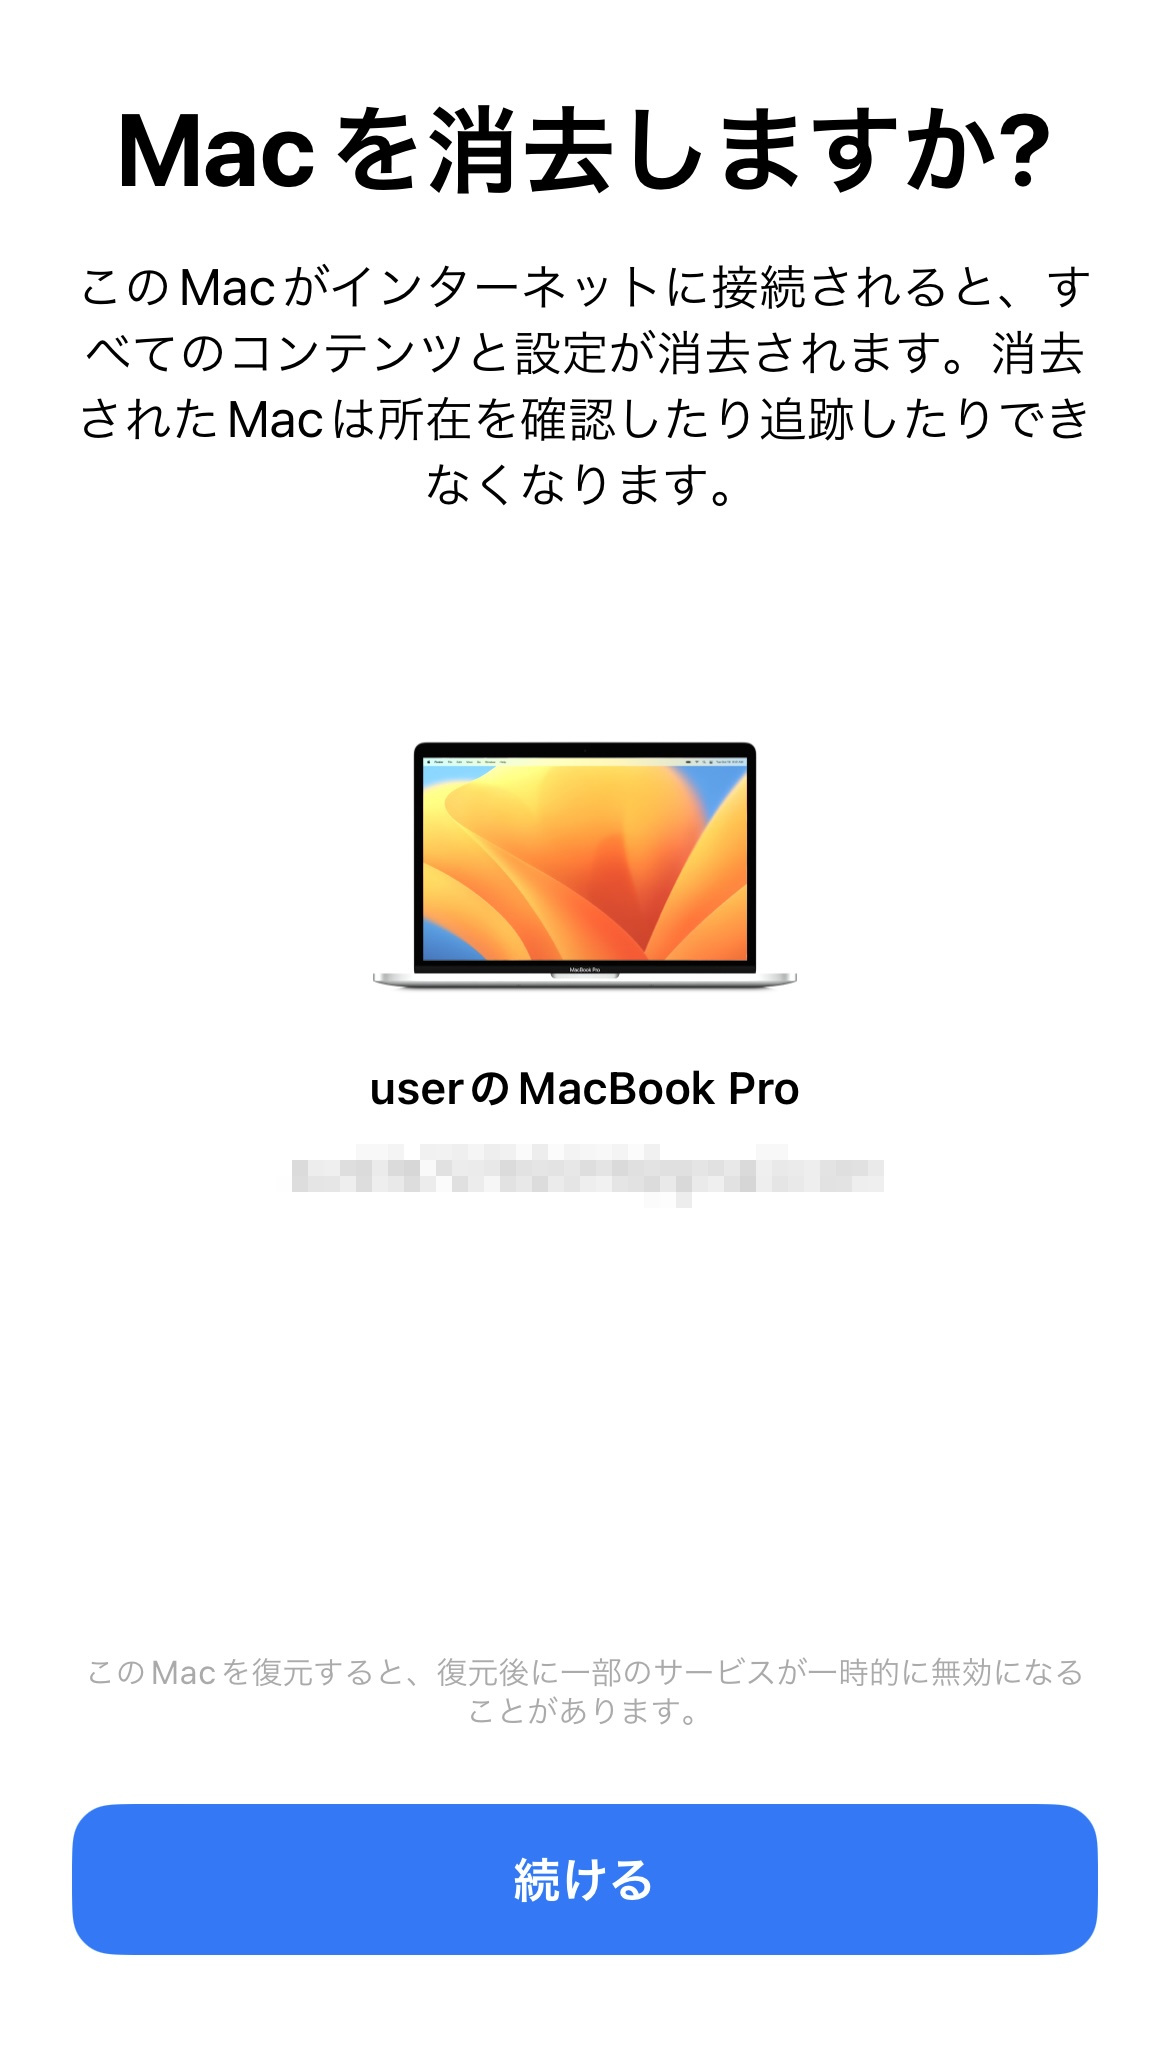 Macを消去しますか?
このMacがインターネットに接続されると、す
べてのコンテンツと設定が消去されます。消去
されたMacは所在を確認したり追跡したりでき
なくなります。
MacBook Pro
userのMacBook Pro
このMacを復元すると、復元後に一部のサービスが一時的に無効になる
ことがあります。
続ける